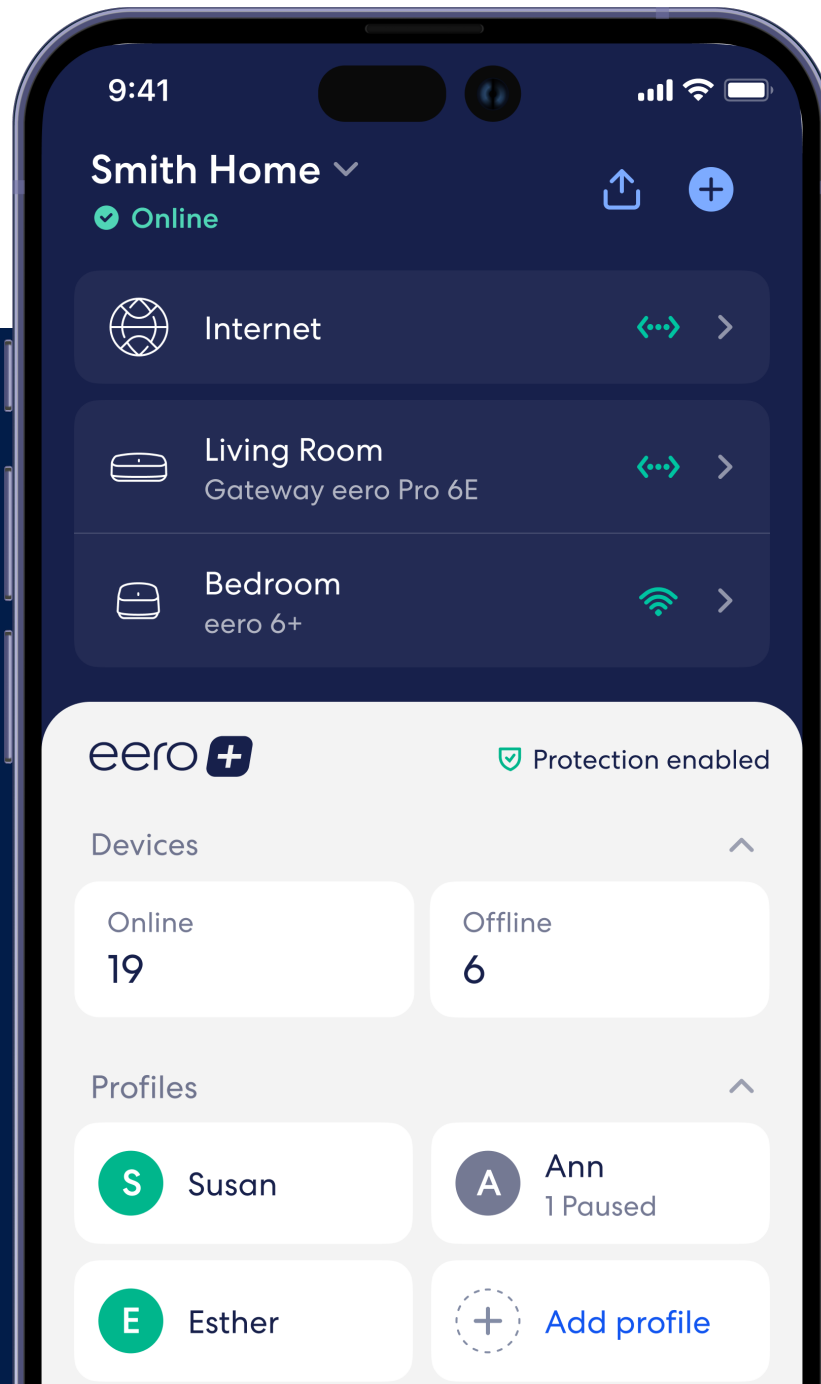 9:41
Smith Home
Online
Internet
Living Room
Gateway eero Pro 6E
Bedroom
eero 6+
eero +
Protection enabled
Devices
Online
Offline
19
6
Profiles
S
Susan
A
Ann
1 Paused
E
Esther
Add profile